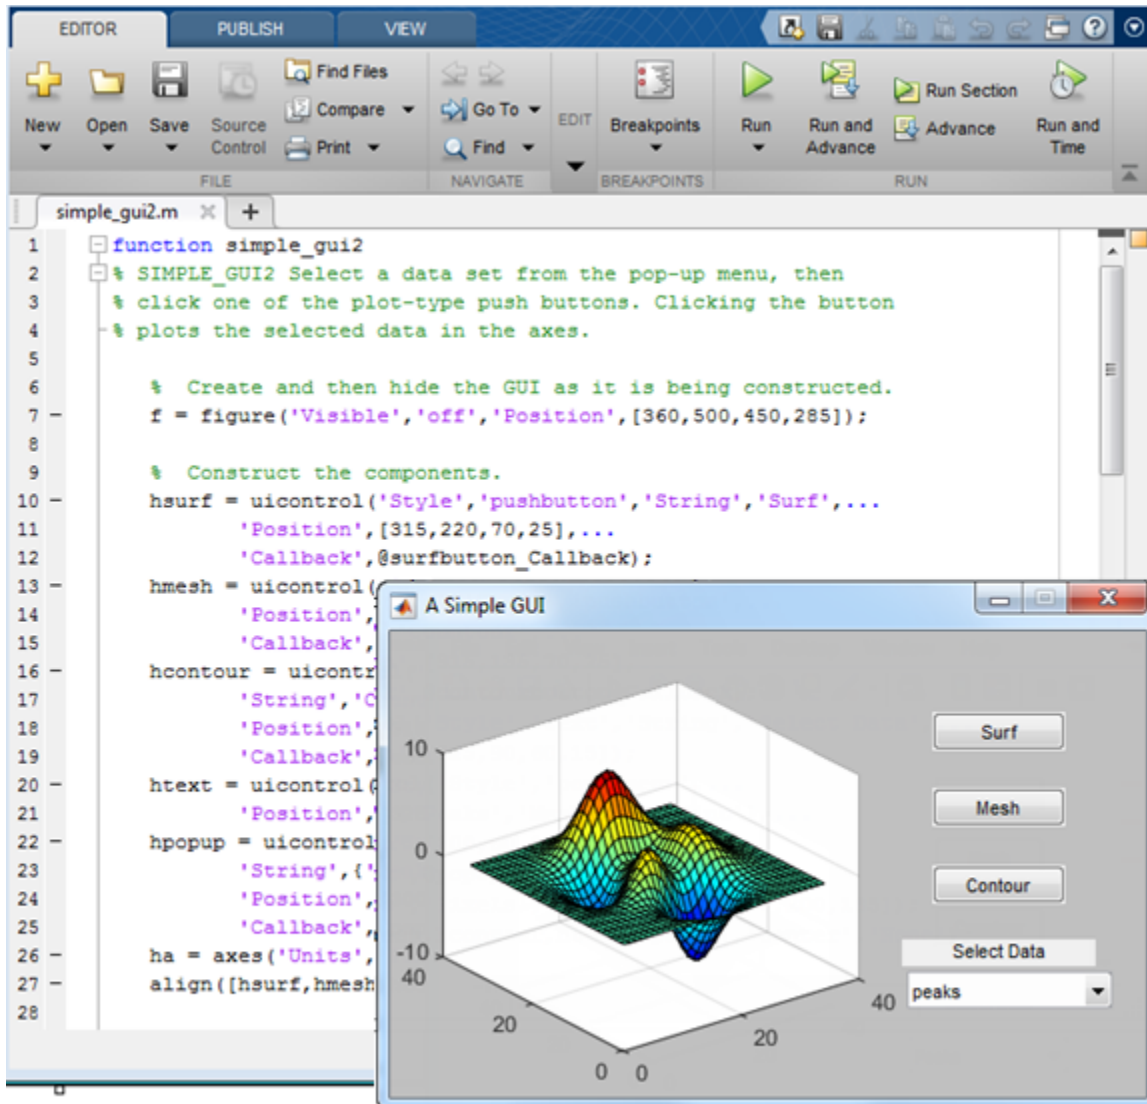 EDITOR PUBLISH VIEW
New Open Save Source Control Find Files Compare Print
Go To Find
EDIT
Breakpoints
Run Run and Advance Run Section Advance Run and Time
FILE NAVIGATE BREAKPOINTS RUN
simple_gui2.m
1 function simple_gui2
2 % SIMPLE_GUI2 Select a data set from the pop-up menu, then
3 % click one of the plot-type push buttons. Clicking the button
4 % plots the selected data in the axes.
5
6 % Create and then hide the GUI as it is being constructed.
7 - f = figure('Visible','off','Position',[360,500,450,285]);
8
9 % Construct the components.
10 - hsurf = uicontrol('Style','pushbutton','String','Surf',...
11 'Position',[315,220,70,25],...
12 'Callback',@surfbutton_Callback);
13 - hmesh = uicontrol(
14 'Position',
15 'Callback',
16 - hcontour = uicontr
17 'String','C
18 'Position',
19 'Callback',
20 - htext = uicontrol(
21 'Position',
22 - hpopup = uicontrol
23 'String',{'
24 'Position',
25 'Callback',
26 - ha = axes('Units',
27 - align([hsurf,hmesh
28
A Simple GUI
10
0
-10
40
20
0
0
20
40
Surf
Mesh
Contour
Select Data
peaks